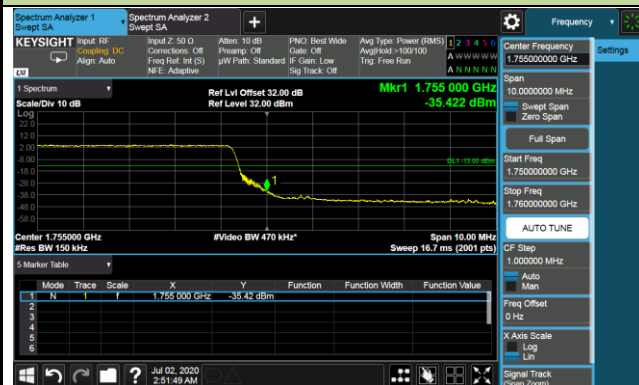 Spectrum Analyzer 1
Swept SA
Spectrum Analyzer 2
Swept SA
Frequency
KEYSIGHT
Input: RF
Coupling: DC
Align: Auto
Input Z: 50 Ω
Corrections: Off
Freq Ref: Int (S)
NFE: Adaptive
Atten: 10 dB
Preamp: Off
µW Path: Standard
PNO: Best Wide
Gate: Off
IF Gain: Low
Sig Track: Off
Avg Type: Power (RMS)
Avg|Hold:>100/100
Trig: Free Run
1 2 3 4 5 6
A W W W W W
A N N N N N
LXI
1 Spectrum
Scale/Div 10 dB
Ref Lvl Offset 32.00 dB
Ref Level 32.00 dBm
Mkr1 1.755 000 GHz
-35.422 dBm
Log
22.0
12.0
2.00
-8.00
-18.0
-28.0
-38.0
-48.0
-58.0
DL1 -13.00 dBm
1
Center 1.755000 GHz
#Res BW 150 kHz
#Video BW 470 kHz*
Span 10.00 MHz
Sweep 16.7 ms (2001 pts)
5 Marker Table
Mode Trace Scale X Y Function Function Width Function Value
1 N 1 f 1.755 000 GHz -35.42 dBm
2
3
4
5
6
Jul 02, 2020
2:51:49 AM
Center Frequency
1.755000000 GHz
Settings
Span
10.0000000 MHz
Swept Span
Zero Span
Full Span
Start Freq
1.750000000 GHz
Stop Freq
1.760000000 GHz
AUTO TUNE
CF Step
1.000000 MHz
Auto
Man
Freq Offset
0 Hz
X Axis Scale
Log
Lin
Signal Track
(Span Zoom)